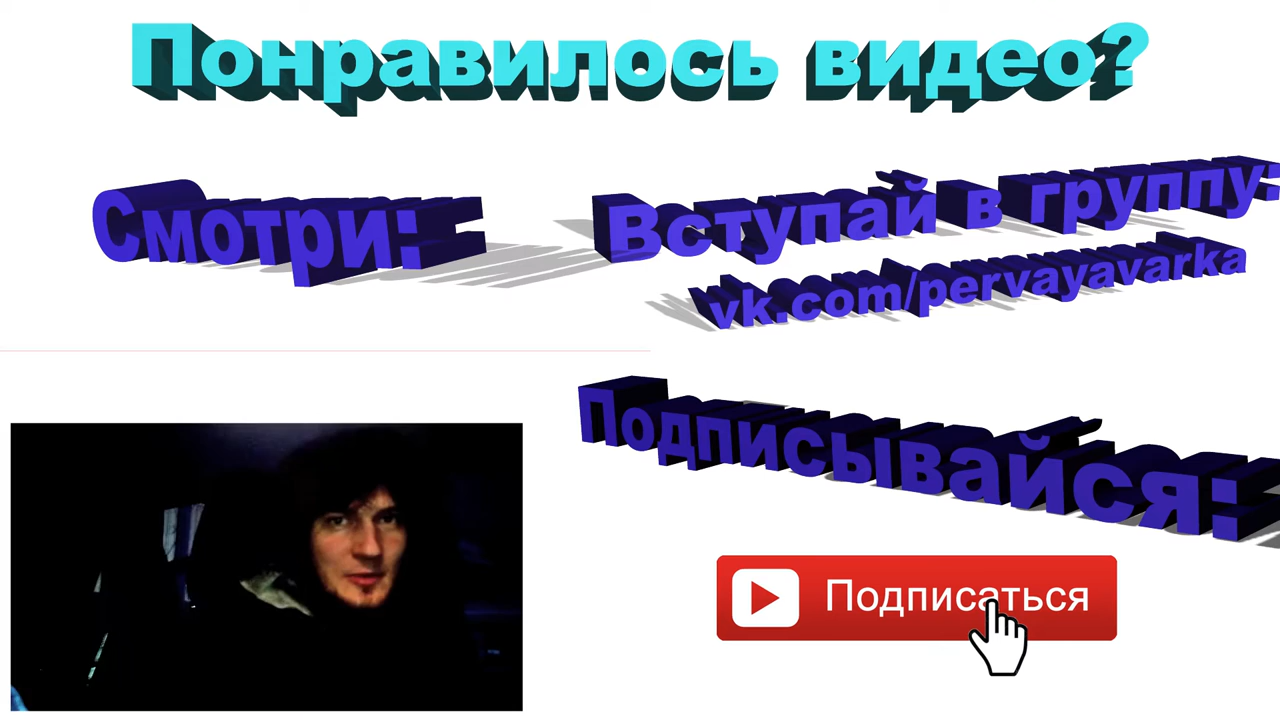 Понравилось видео?
Смотри:
Вступай в группу:
vk.com/pervayavarka
Подписывайся:
Подписаться